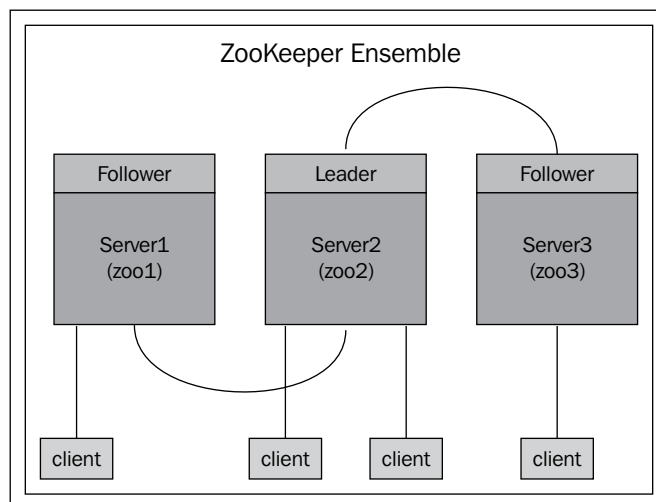 ZooKeeper Ensemble
Follower
Leader
Follower
Server1
(zoo1)
Server2
(zoo2)
Server3
(zoo3)
client
client
client
client